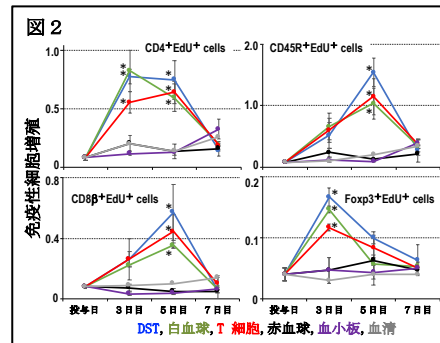 図2
CD4+EdU+ cells
CD45R+EdU+ cells
1.0
0.5
0.0
2.0
1.0
0.0
*
*
*
*
*
*
*
*
免疫性細胞増殖
CD8β+EdU+ cells
Foxp3+EdU+ cells
0.8
0.4
0
0.2
0.1
0
*
*
*
*
*
*
投与日 3日目 5日目 7日目
投与日 3日目 5日目 7日目
DST, 白血球, T 細胞, 赤血球, 血小板, 血清